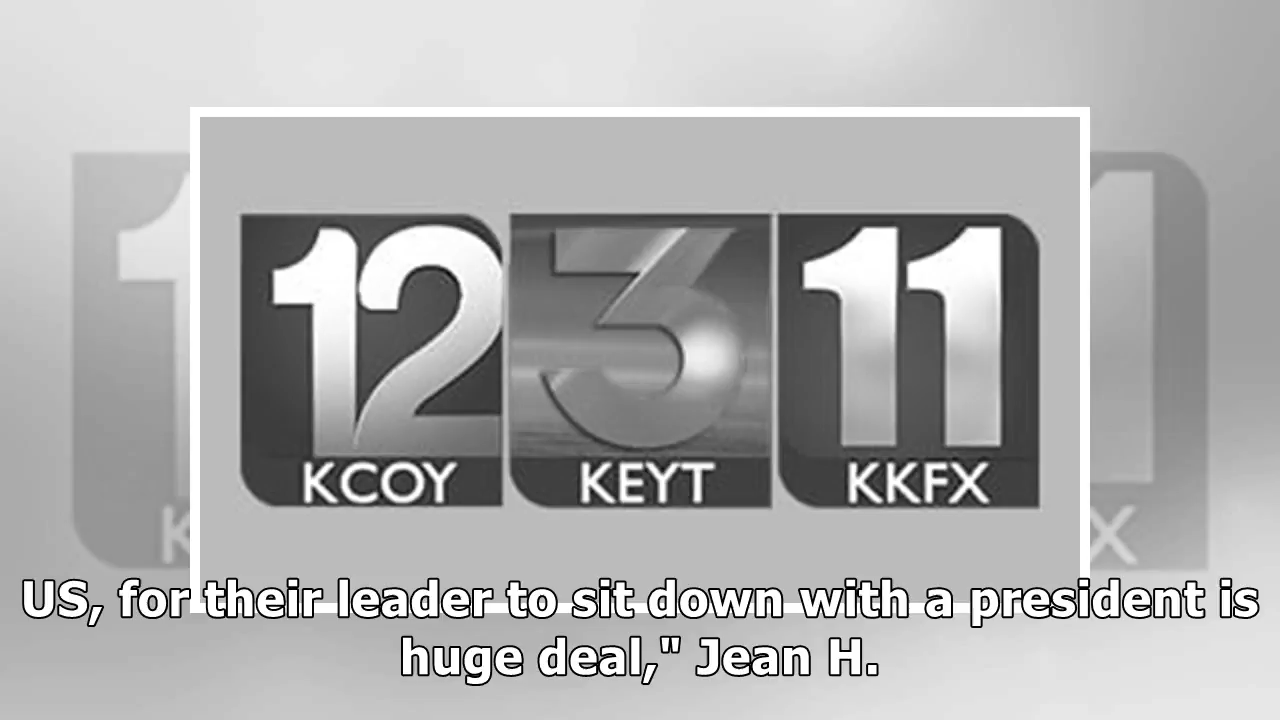 12 3 11
KCOY KEYT KKFX
US, for their leader to sit down with a president is
huge deal," Jean H.